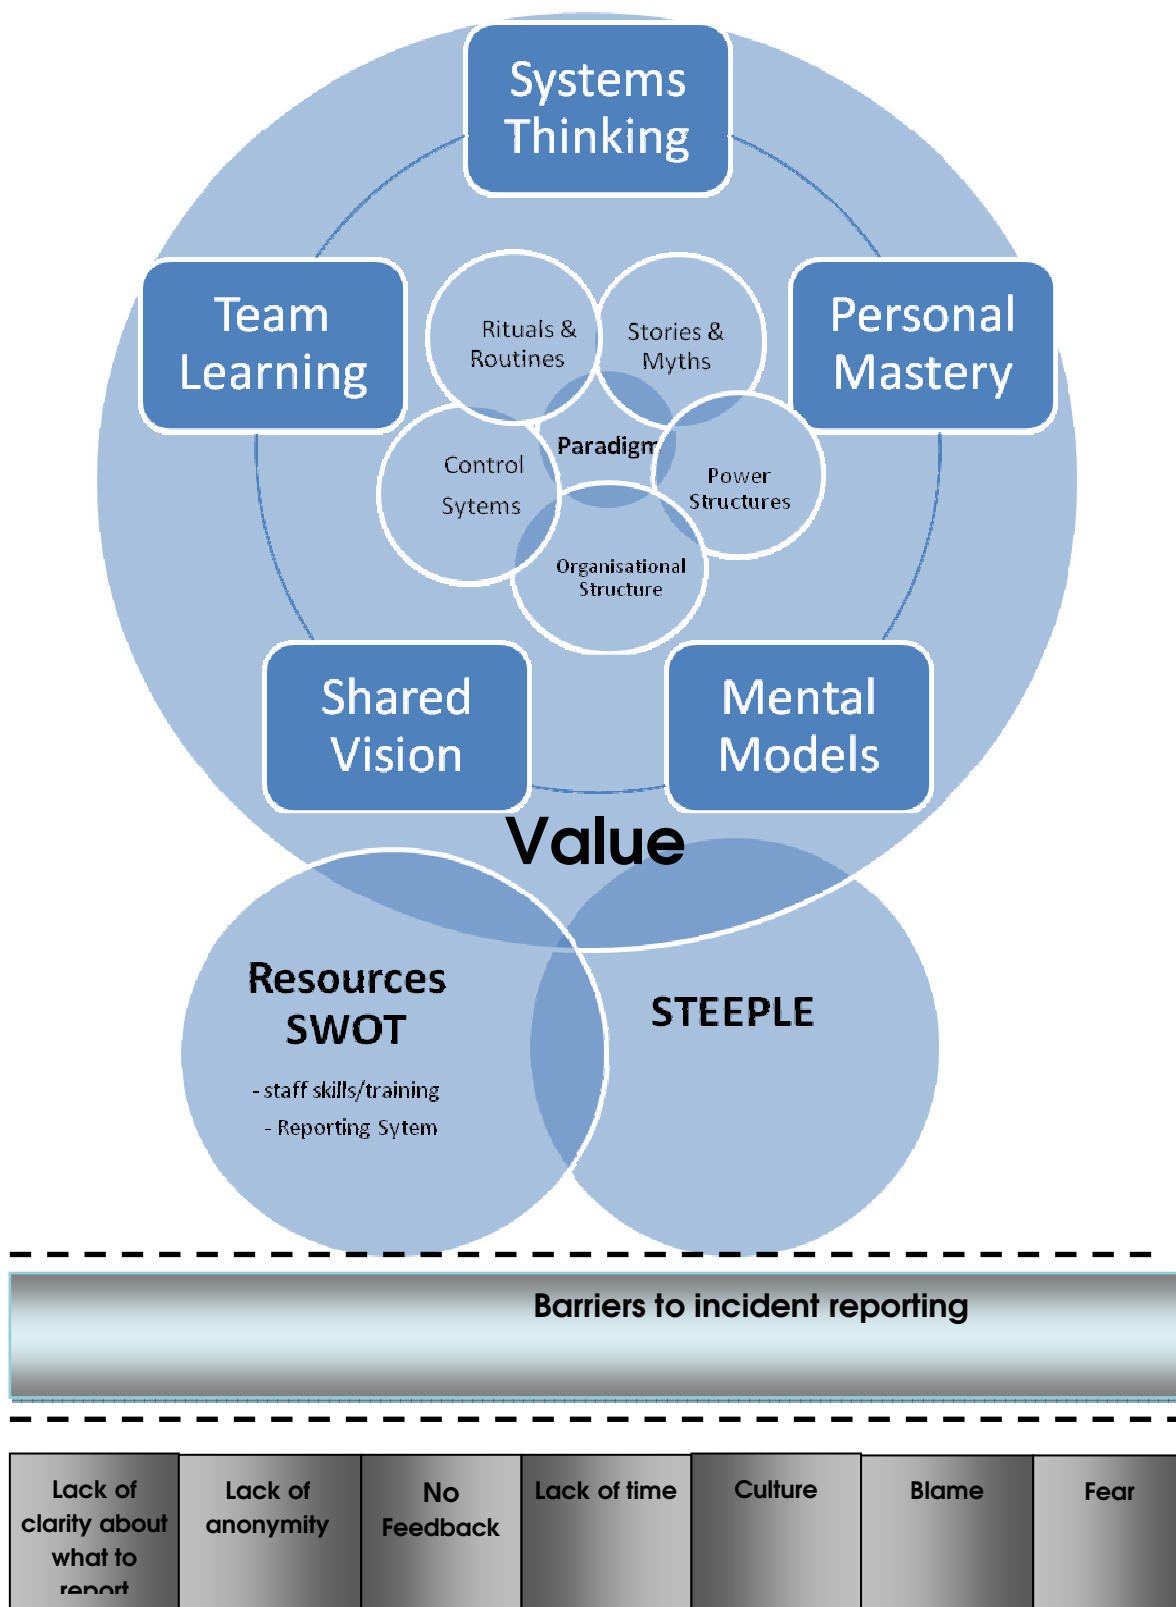 Systems
Thinking
Team
Learning
Personal
Mastery
Rituals &
Routines
Stories &
Myths
Paradigm
Control
Sytems
Power
Structures
Organisational
Structure
Shared
Vision
Mental
Models
Value
Resources
SWOT
- staff skills/training
- Reporting Sytem
STEEPLE
Barriers to incident reporting
Lack of
clarity about
what to
report
Lack of
anonymity
No
Feedback
Lack of time
Culture
Blame
Fear